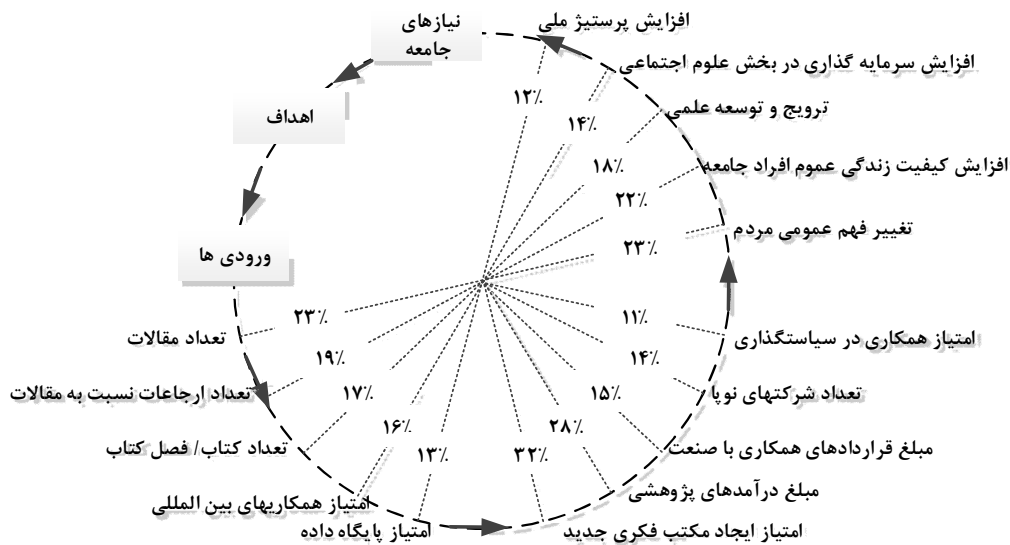 نیازهای
جامعه
اهداف
ورودی ها
۲۳٪ تعداد مقالات
۱۹٪ تعداد ارجاعات نسبت به مقالات
۱۷٪ تعداد کتاب/ فصل کتاب
۱۶٪ امتیاز همکاریهای بین المللی
۱۳٪ امتیاز پایگاه داده
۳۲٪ امتیاز ایجاد مکتب فکری جدید
۲۸٪ مبلغ درآمدهای پژوهشی
۱۵٪ مبلغ قراردادهای همکاری با صنعت
۱۴٪ تعداد شرکتهای نوپا
۱۱٪ امتیاز همکاری در سیاستگذاری
۲۳٪ تغییر فهم عمومی مردم
۲۲٪ افزایش کیفیت زندگی عموم افراد جامعه
۱۸٪ ترویج و توسعه علمی
۱۴٪ افزایش سرمایه گذاری در بخش علوم اجتماعی
۱۲٪ افزایش پرستیژ ملی